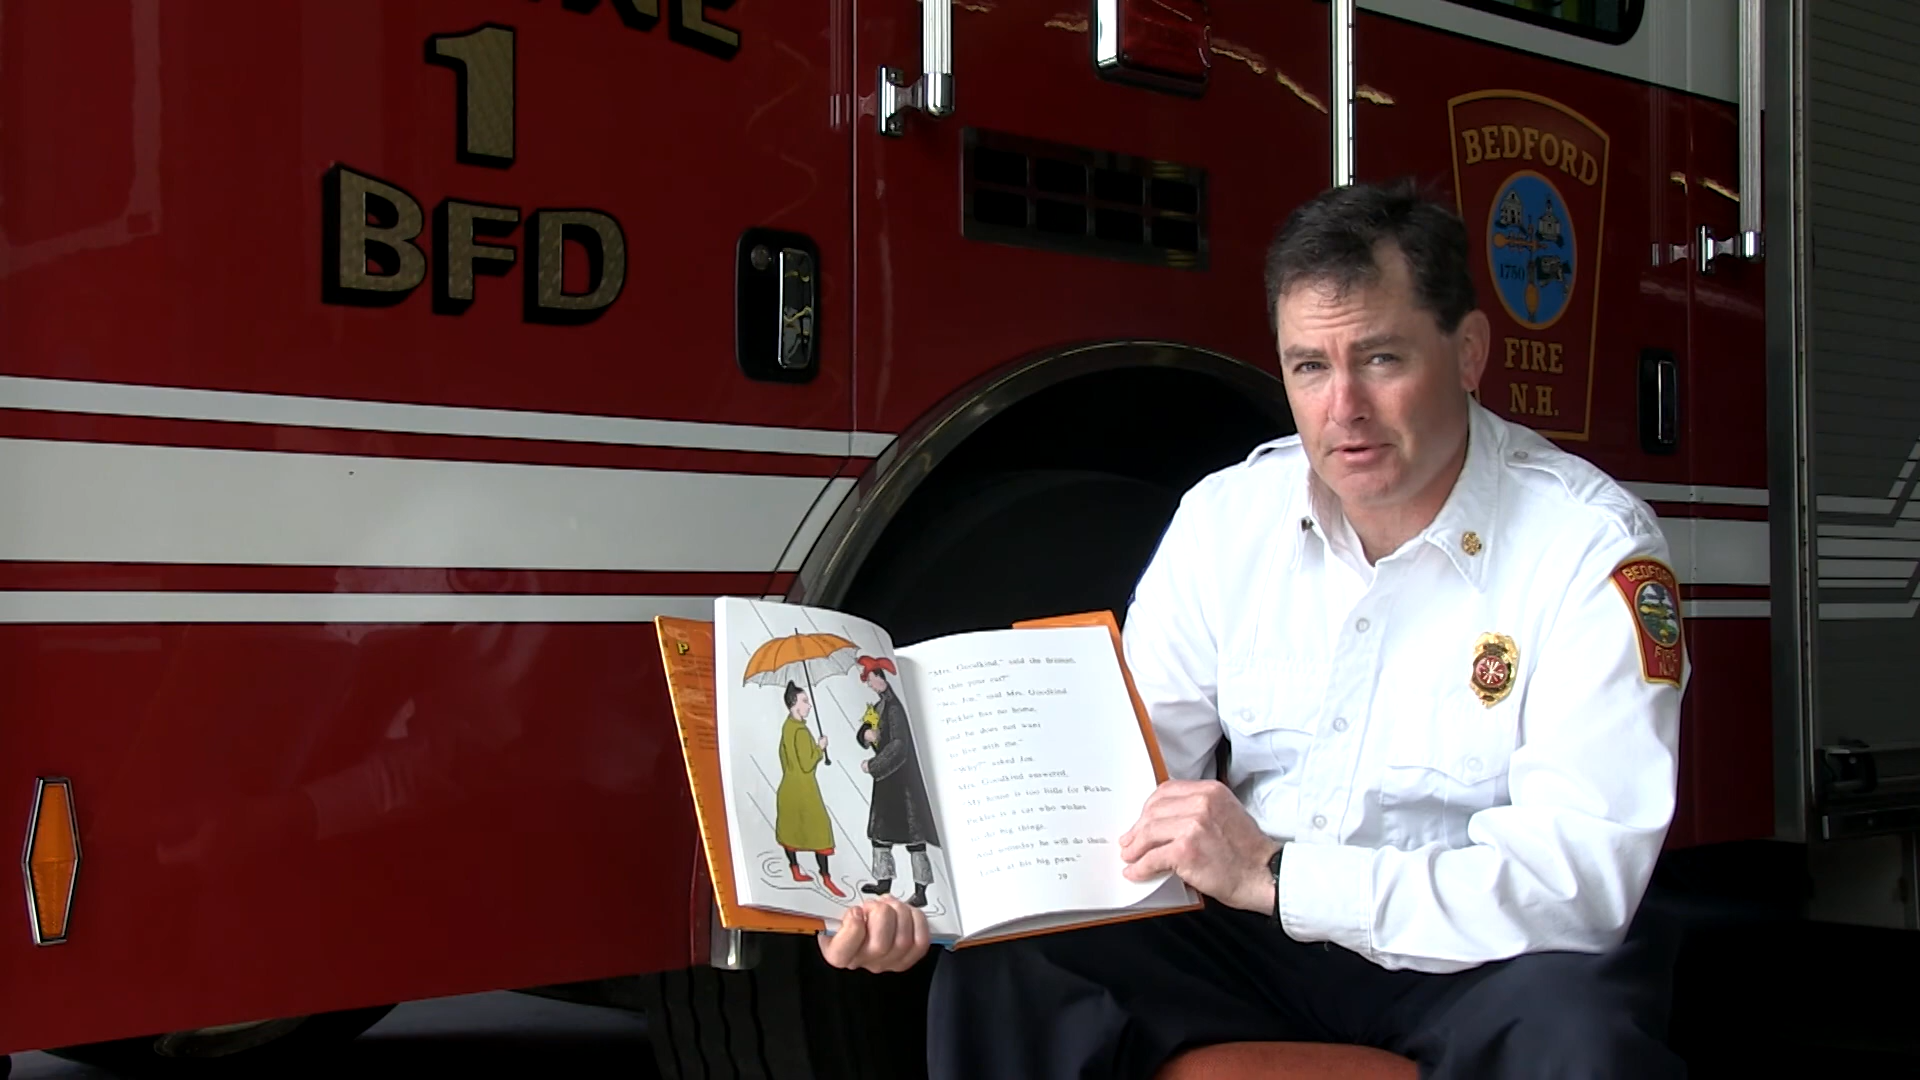 1
BFD
BEDFORD
1750
FIRE
N.H.
BEDFORD
FIRE
N.H.
P
"Mrs. Goodkind," said the fireman,
"is this your cat?"
"No, Joe," said Mrs. Goodkind.
"Pickles has no home,
and he does not want
to live with me."
"Why?" asked Joe.
Mrs. Goodkind answered,
"My house is too little for Pickles.
Pickles is a cat who wishes
to do big things.
And someday he will do them.
Look at his big paws."
29